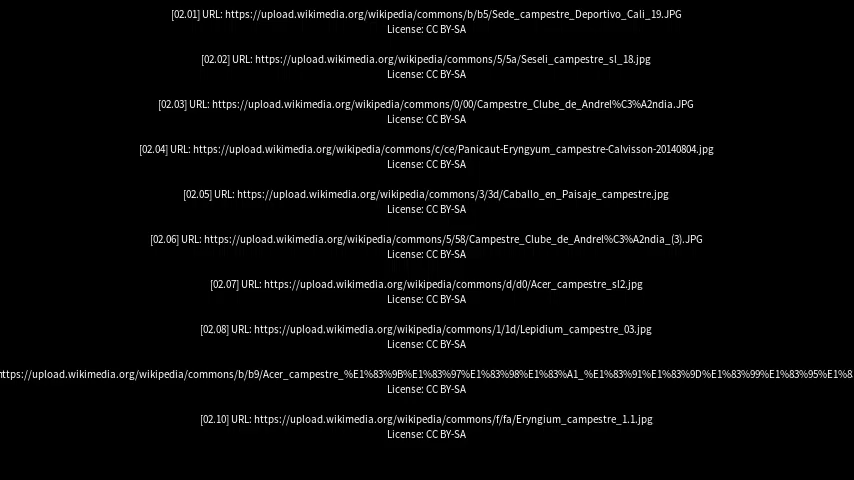 [02.01] URL: https://upload.wikimedia.org/wikipedia/commons/b/b5/Sede_campestre_Deportivo_Cali_19.JPG
License: CC BY-SA
[02.02] URL: https://upload.wikimedia.org/wikipedia/commons/5/5a/Seseli_campestre_sl_18.jpg
License: CC BY-SA
[02.03] URL: https://upload.wikimedia.org/wikipedia/commons/0/00/Campestre_Clube_de_Andrel%C3%A2ndia.JPG
License: CC BY-SA
[02.04] URL: https://upload.wikimedia.org/wikipedia/commons/c/ce/Panicaut-Eryngyum_campestre-Calvisson-20140804.jpg
License: CC BY-SA
[02.05] URL: https://upload.wikimedia.org/wikipedia/commons/3/3d/Caballo_en_Paisaje_campestre.jpg
License: CC BY-SA
[02.06] URL: https://upload.wikimedia.org/wikipedia/commons/5/58/Campestre_Clube_de_Andrel%C3%A2ndia_(3).JPG
License: CC BY-SA
[02.07] URL: https://upload.wikimedia.org/wikipedia/commons/d/d0/Acer_campestre_sl2.jpg
License: CC BY-SA
[02.08] URL: https://upload.wikimedia.org/wikipedia/commons/1/1d/Lepidium_campestre_03.jpg
License: CC BY-SA
ttps://upload.wikimedia.org/wikipedia/commons/b/b9/Acer_campestre_%E1%83%9B%E1%83%97%E1%83%98%E1%83%A1_%E1%83%91%E1%83%9D%E1%83%99%E1%83%95%E1%8
License: CC BY-SA
[02.10] URL: https://upload.wikimedia.org/wikipedia/commons/f/fa/Eryngium_campestre_1.1.jpg
License: CC BY-SA